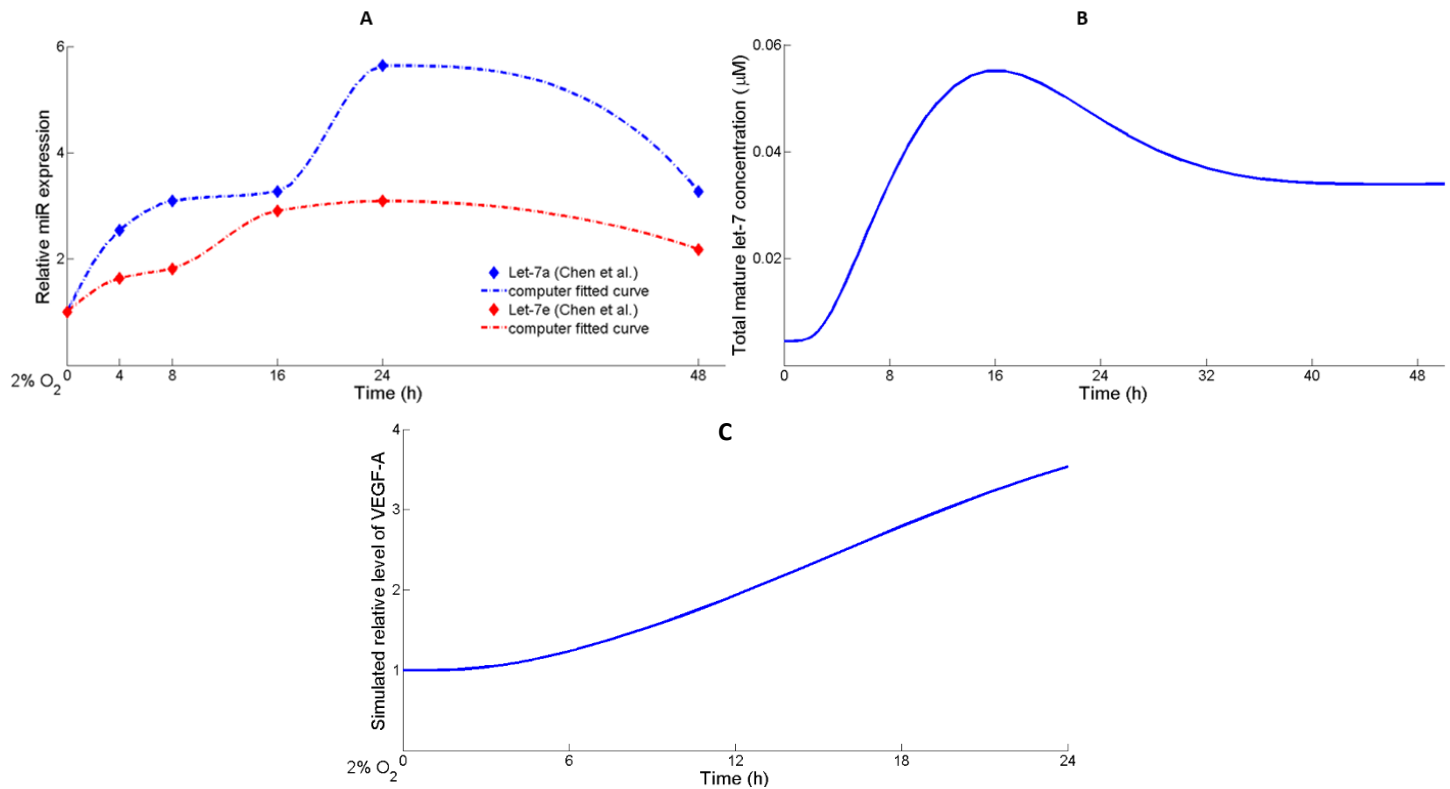 A
Relative miR expression
6
4
2
Let-7a (Chen et al.)
computer fitted curve
Let-7e (Chen et al.)
computer fitted curve
0 4 8 16 24 48
2% O2
Time (h)
B
Total mature let-7 concentration (μM)
0.06
0.04
0.02
0 8 16 24 32 40 48
Time (h)
C
Simulated relative level of VEGF-A
4
3
2
1
0 6 12 18 24
2% O2
Time (h)